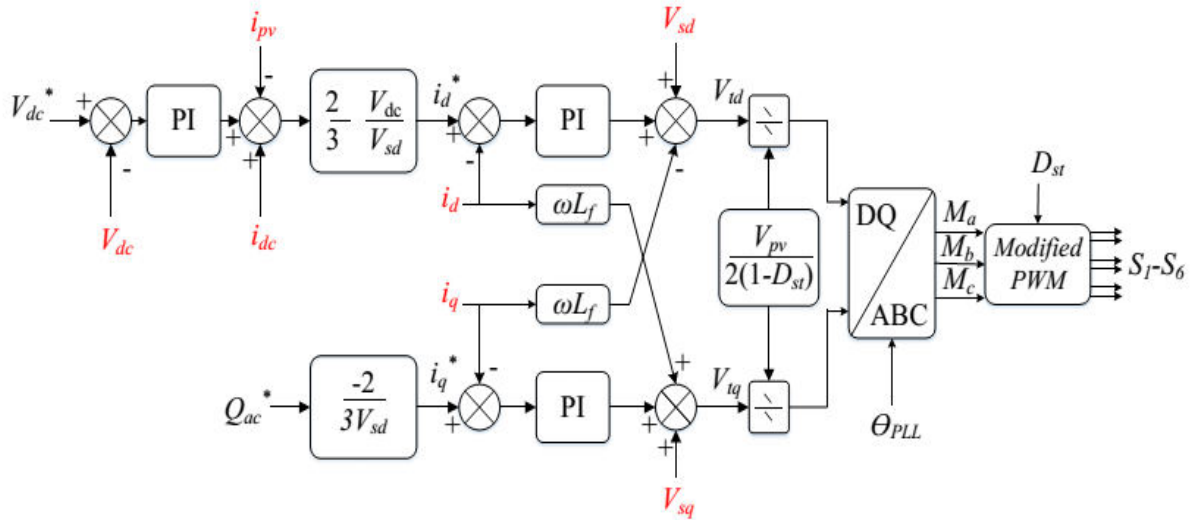 i_pv
V_sd
-
+
V_dc*
+
PI
+
2/3 V_dc/V_sd
i_d*
+
PI
+
V_td
-
+
-
-
D_st
i_d
ωL_f
DQ
M_a
Modified
V_dc
i_dc
V_pv/2(1-D_st)
M_b
PWM
S_1-S_6
i_q
ωL_f
M_c
ABC
-
+
Q_ac*
-2/3V_sd
i_q*
+
PI
+
V_tq
+
Θ_PLL
V_sq